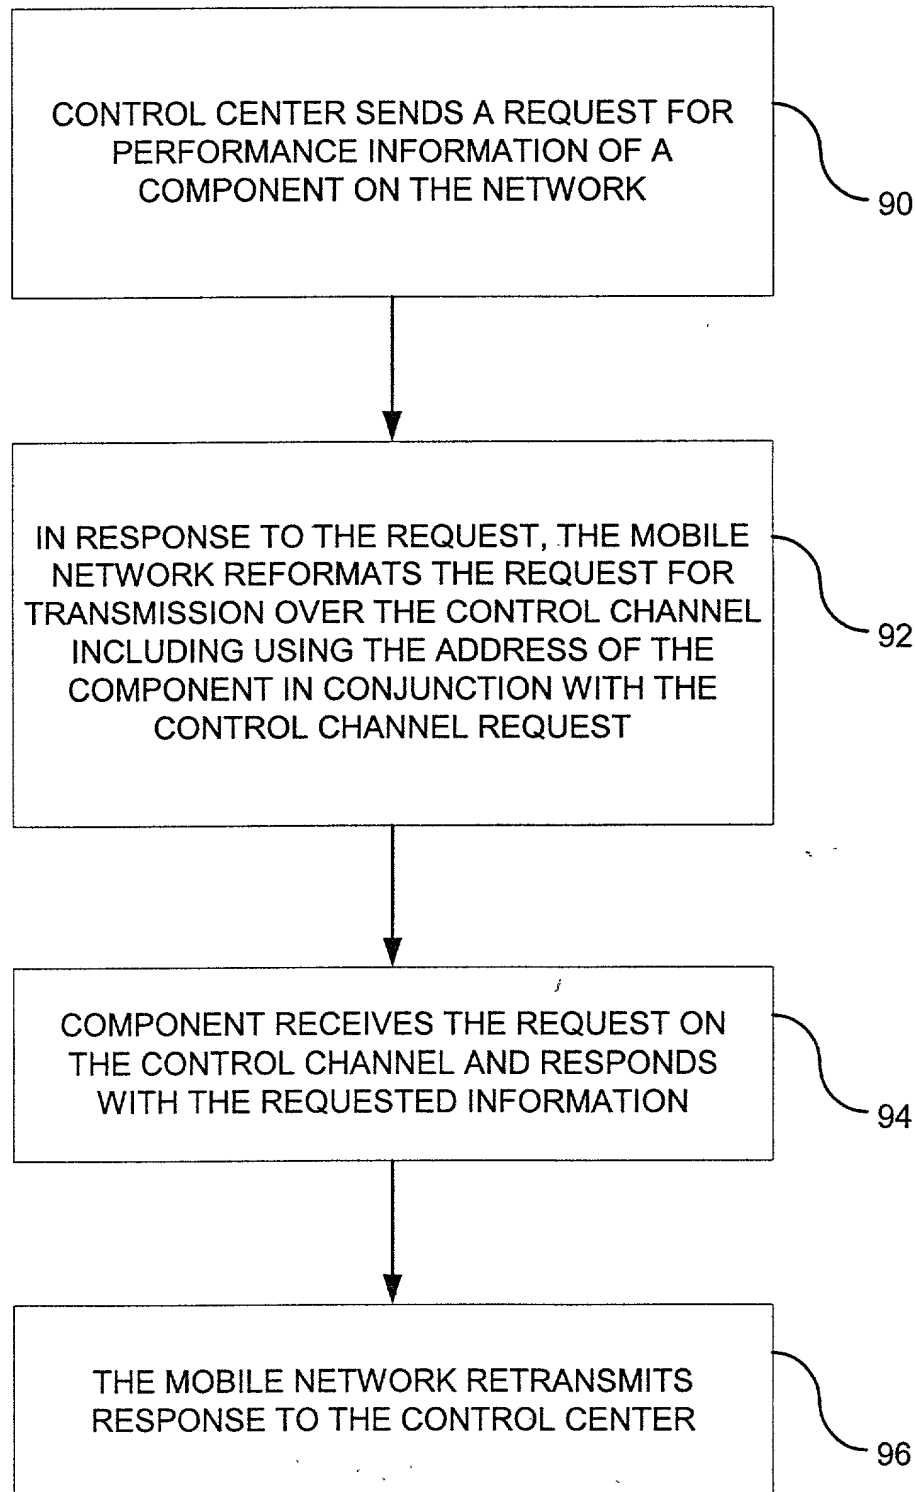 CONTROL CENTER SENDS A REQUEST FOR
PERFORMANCE INFORMATION OF A
COMPONENT ON THE NETWORK
90
IN RESPONSE TO THE REQUEST, THE MOBILE
NETWORK REFORMATS THE REQUEST FOR
TRANSMISSION OVER THE CONTROL CHANNEL
INCLUDING USING THE ADDRESS OF THE
COMPONENT IN CONJUNCTION WITH THE
CONTROL CHANNEL REQUEST
92
COMPONENT RECEIVES THE REQUEST ON
THE CONTROL CHANNEL AND RESPONDS
WITH THE REQUESTED INFORMATION
94
THE MOBILE NETWORK RETRANSMITS
RESPONSE TO THE CONTROL CENTER
96